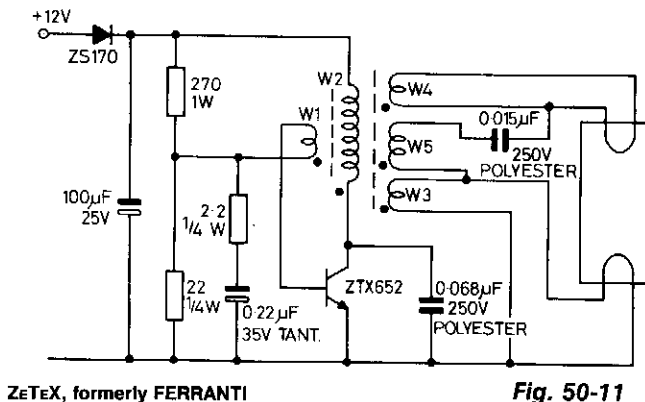 +12V
ZS170
270
1W
W2
W1
W4
0·015µF
W5
250V
POLYESTER
W3
100µF
25V
2·2
1/4 W
22
1/4W
0·22µF
35V TANT.
ZTX652
0·068µF
250V
POLYESTER
ZETEX, formerly FERRANTI
Fig. 50-11